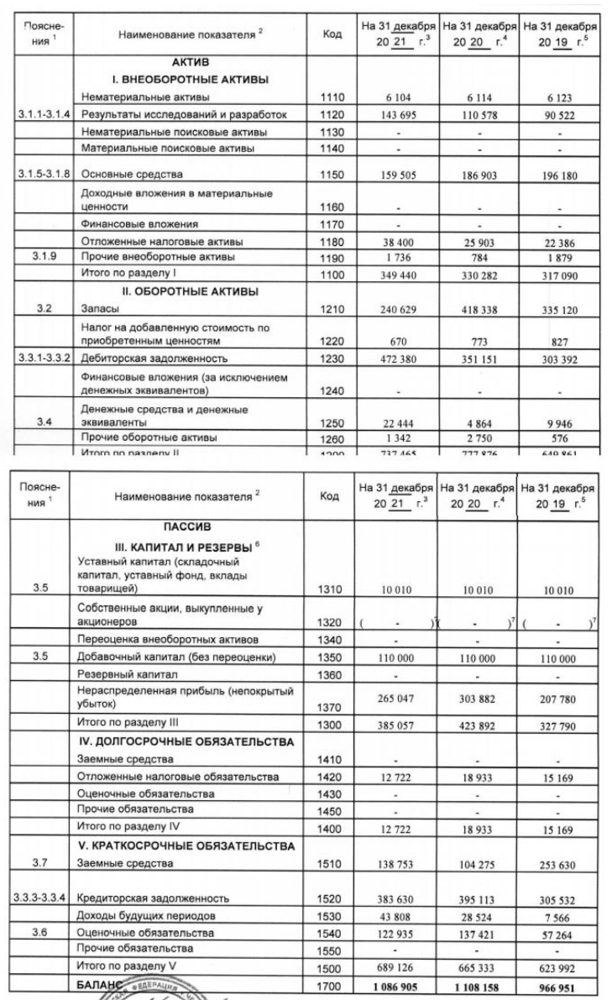 Поясне-
ния 1 Наименование показателя 2 Код На 31 декабря 20 21 г.3 На 31 декабря 20 20 г.4 На 31 декабря 20 19 г.5
АКТИВ
I. ВНЕОБОРОТНЫЕ АКТИВЫ
Нематериальные активы 1110 6 104 6 114 6 123
3.1.1-3.1.4 Результаты исследований и разработок 1120 143 695 110 578 90 522
Нематериальные поисковые активы 1130 - - -
Материальные поисковые активы 1140 - - -
3.1.5-3.1.8 Основные средства 1150 159 505 186 903 196 180
Доходные вложения в материальные
ценности 1160 - - -
Финансовые вложения 1170 - - -
Отложенные налоговые активы 1180 38 400 25 903 22 386
3.1.9 Прочие внеоборотные активы 1190 1 736 784 1 879
Итого по разделу I 1100 349 440 330 282 317 090
II. ОБОРОТНЫЕ АКТИВЫ
3.2 Запасы 1210 240 629 418 338 335 120
Налог на добавленную стоимость по
приобретенным ценностям 1220 670 773 827
3.3.1-3.3.2 Дебиторская задолженность 1230 472 380 351 151 303 392
Финансовые вложения (за исключением
денежных эквивалентов) 1240 - - -
Денежные средства и денежные
3.4 эквиваленты 1250 22 444 4 864 9 946
Прочие оборотные активы 1260 1 342 2 750 576
Итого по разделу II 1200 737 465 777 876 649 861
Поясне-
ния 1 Наименование показателя 2 Код На 31 декабря 20 21 г.3 На 31 декабря 20 20 г.4 На 31 декабря 20 19 г.5
ПАССИВ
III. КАПИТАЛ И РЕЗЕРВЫ 6
Уставный капитал (складочный
капитал, уставный фонд, вклады
3.5 товарищей) 1310 10 010 10 010 10 010
Собственные акции, выкупленные у
акционеров 1320 ( - )7 ( - )7 ( - )7
Переоценка внеоборотных активов 1340 - - -
3.5 Добавочный капитал (без переоценки) 1350 110 000 110 000 110 000
Резервный капитал 1360 - - -
Нераспределенная прибыль (непокрытый
убыток) 1370 265 047 303 882 207 780
Итого по разделу III 1300 385 057 423 892 327 790
IV. ДОЛГОСРОЧНЫЕ ОБЯЗАТЕЛЬСТВА
Заемные средства 1410 - - -
Отложенные налоговые обязательства 1420 12 722 18 933 15 169
Оценочные обязательства 1430 - - -
Прочие обязательства 1450 - - -
Итого по разделу IV 1400 12 722 18 933 15 169
V. КРАТКОСРОЧНЫЕ ОБЯЗАТЕЛЬСТВА
3.7 Заемные средства 1510 138 753 104 275 253 630
3.3.3-3.3.4 Кредиторская задолженность 1520 383 630 395 113 305 532
Доходы будущих периодов 1530 43 808 28 524 7 566
3.6 Оценочные обязательства 1540 122 935 137 421 57 264
Прочие обязательства 1550 - - -
Итого по разделу V 1500 689 126 665 333 623 992
БАЛАНС 1700 1 086 905 1 108 158 966 951
ФЕДЕРАЦИЯ